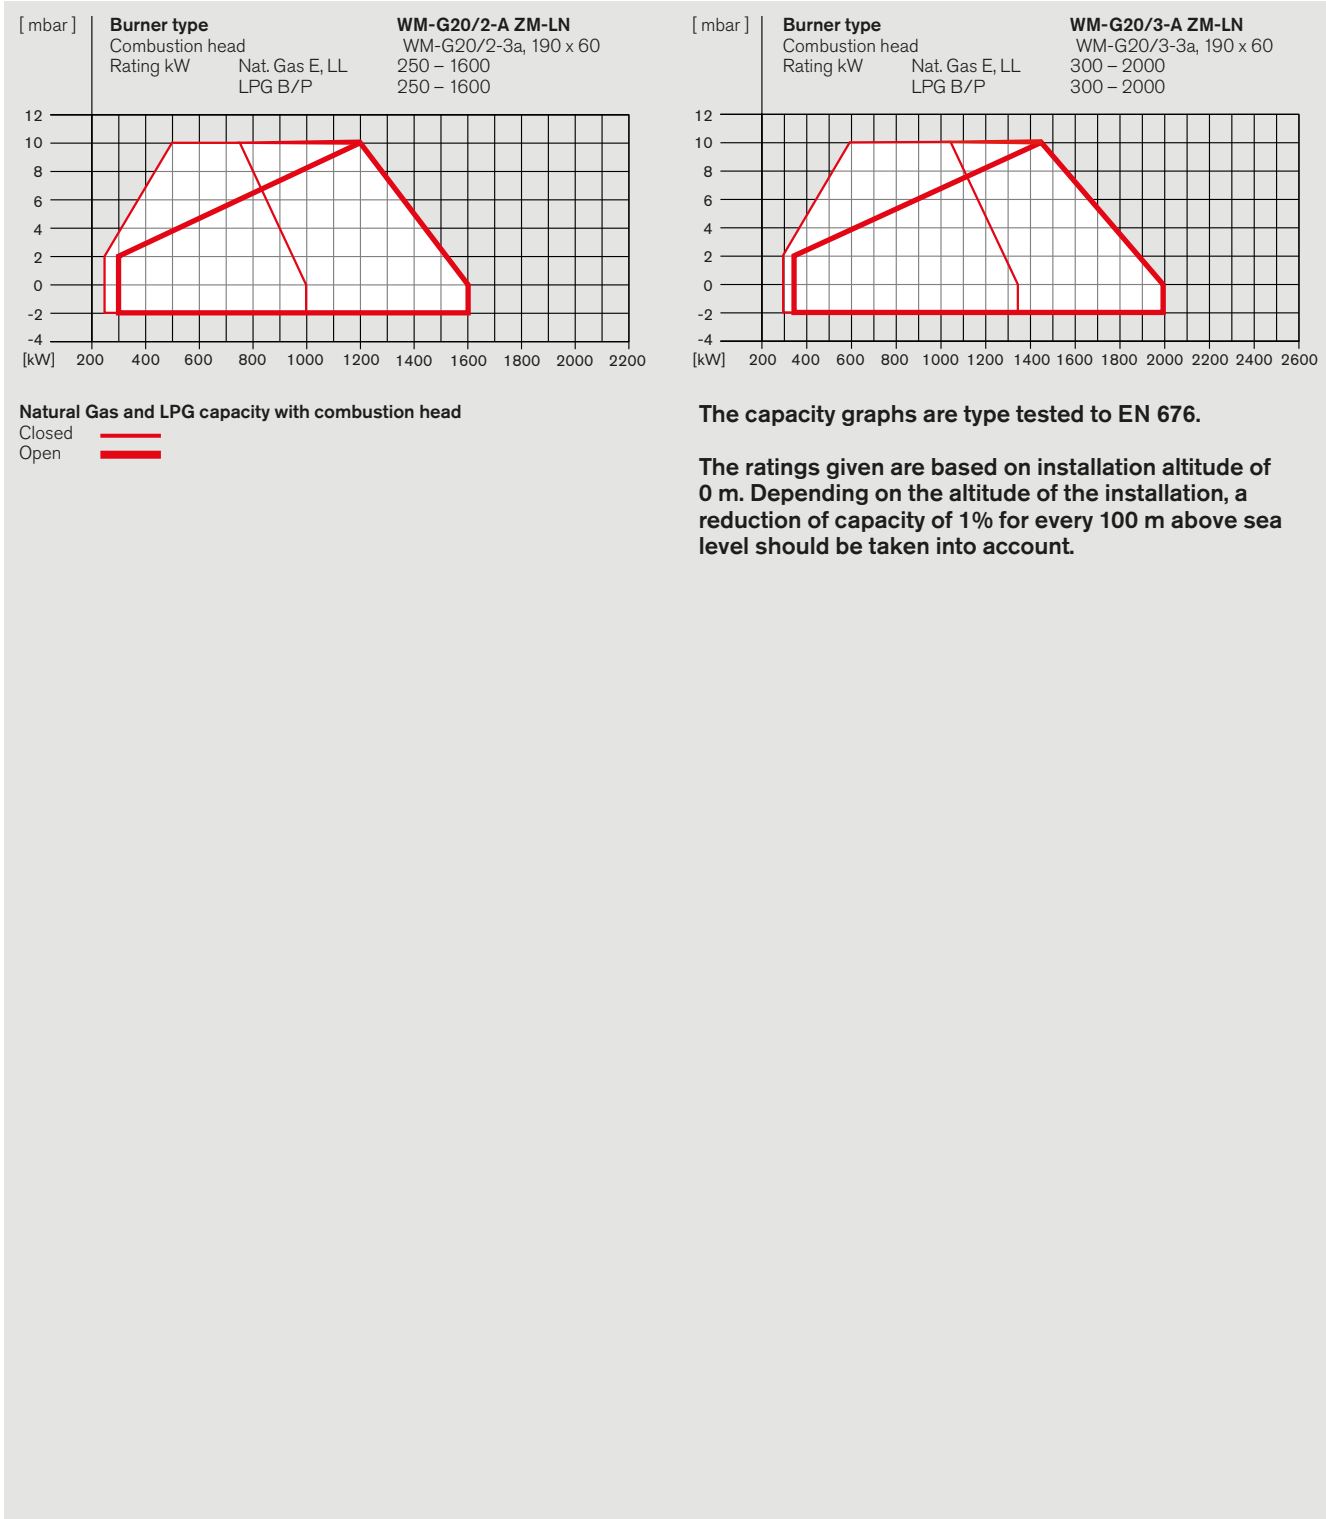 [ mbar ] Burner type WM-G20/2-A ZM-LN
Combustion head WM-G20/2-3a, 190 x 60
Rating kW Nat. Gas E, LL 250 – 1600
LPG B/P 250 – 1600
12
10
8
6
4
2
0
-2
-4
[kW] 200 400 600 800 1000 1200 1400 1600 1800 2000 2200
[ mbar ] Burner type WM-G20/3-A ZM-LN
Combustion head WM-G20/3-3a, 190 x 60
Rating kW Nat. Gas E, LL 300 – 2000
LPG B/P 300 – 2000
12
10
8
6
4
2
0
-2
-4
[kW] 200 400 600 800 1000 1200 1400 1600 1800 2000 2200 2400 2600
Natural Gas and LPG capacity with combustion head
Closed
Open
The capacity graphs are type tested to EN 676.
The ratings given are based on installation altitude of
0 m. Depending on the altitude of the installation, a
reduction of capacity of 1% for every 100 m above sea
level should be taken into account.